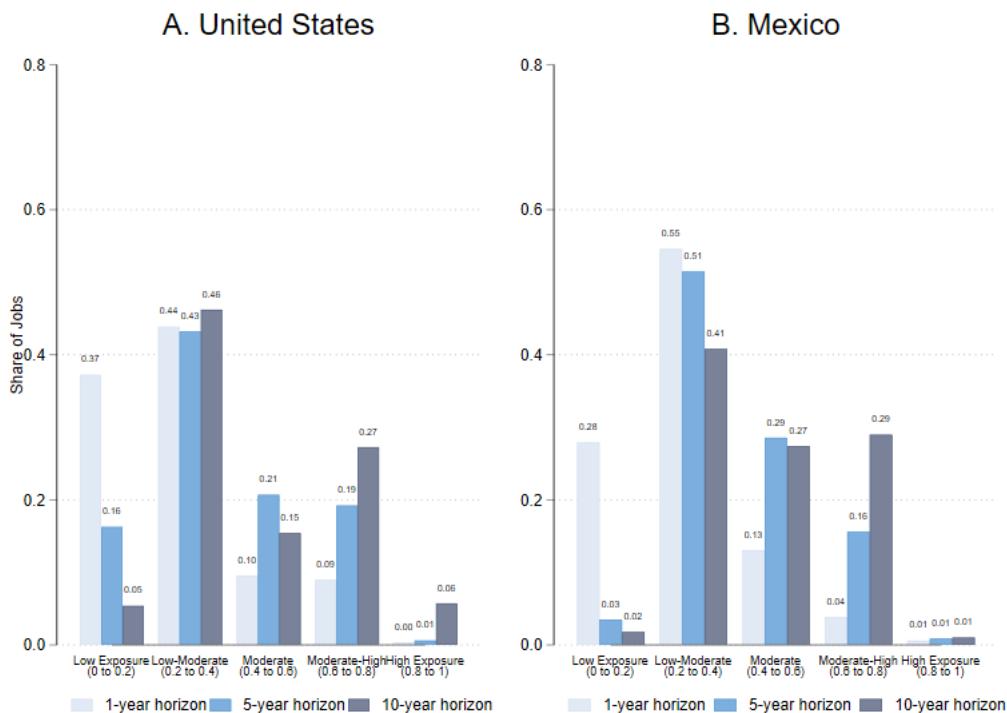 A. United States
Share of Jobs
0.8
0.6
0.4
0.2
0.0
0.37
0.16
0.05
0.44
0.43
0.46
0.10
0.21
0.15
0.09
0.19
0.27
0.00
0.01
0.06
Low Exposure
(0 to 0.2)
Low-Moderate
(0.2 to 0.4)
Moderate
(0.4 to 0.6)
Moderate-High
(0.6 to 0.8)
High Exposure
(0.8 to 1)
1-year horizon
5-year horizon
10-year horizon
B. Mexico
0.8
0.6
0.4
0.2
0.0
0.28
0.03
0.02
0.55
0.51
0.41
0.13
0.29
0.27
0.04
0.16
0.29
0.01
0.01
0.01
Low Exposure
(0 to 0.2)
Low-Moderate
(0.2 to 0.4)
Moderate
(0.4 to 0.6)
Moderate-High
(0.6 to 0.8)
High Exposure
(0.8 to 1)
1-year horizon
5-year horizon
10-year horizon